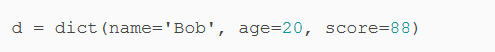 d = dict(name='Bob', age=20, score=88)